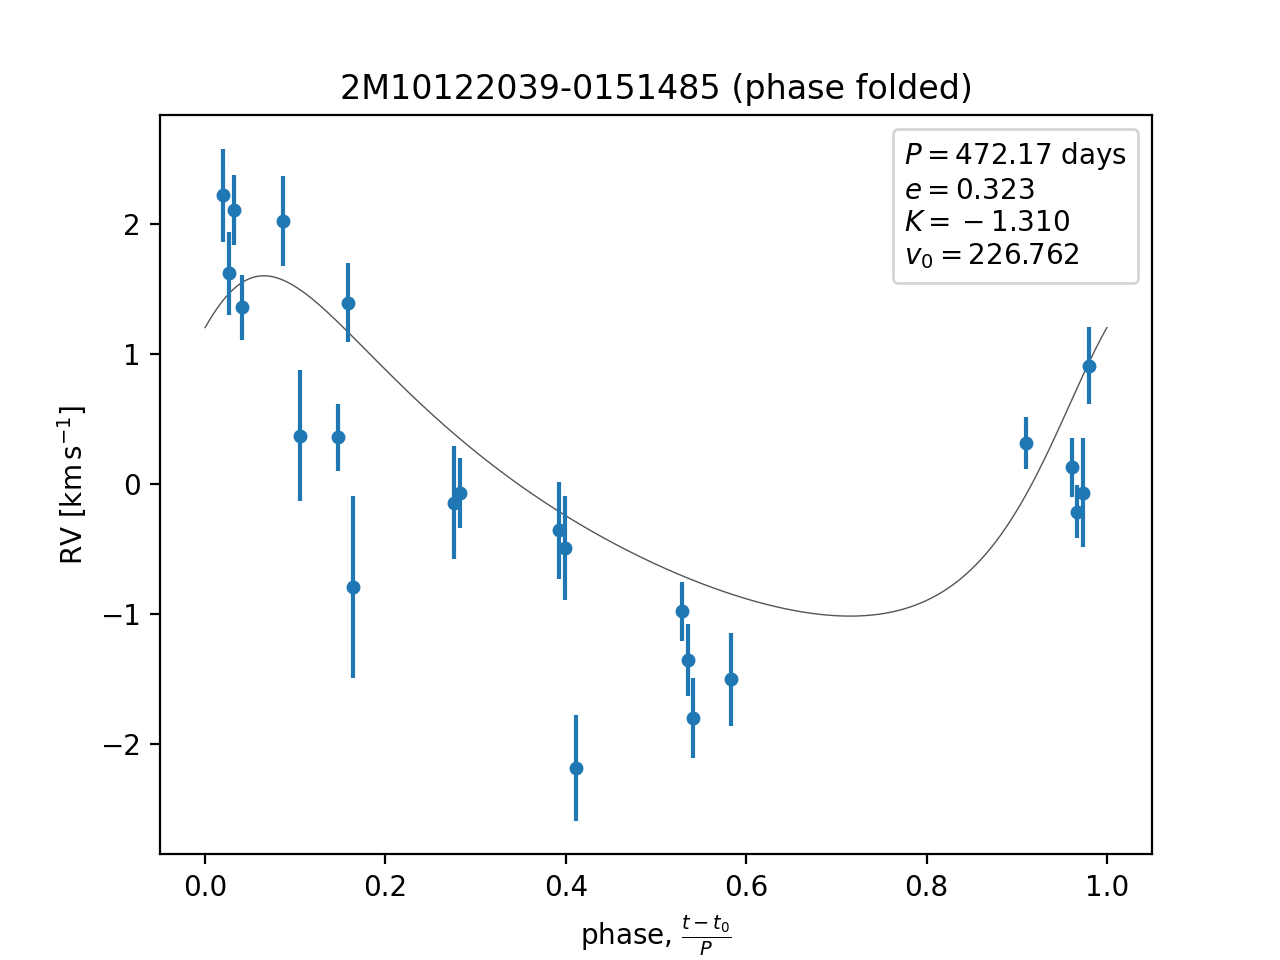 2M10122039-0151485 (phase folded)
P = 472.17 days
e = 0.323
K = −1.310
v₀ = 226.762
RV [km s⁻¹]
2
1
0
−1
−2
0.0 0.2 0.4 0.6 0.8 1.0
phase, (t − t₀)/P